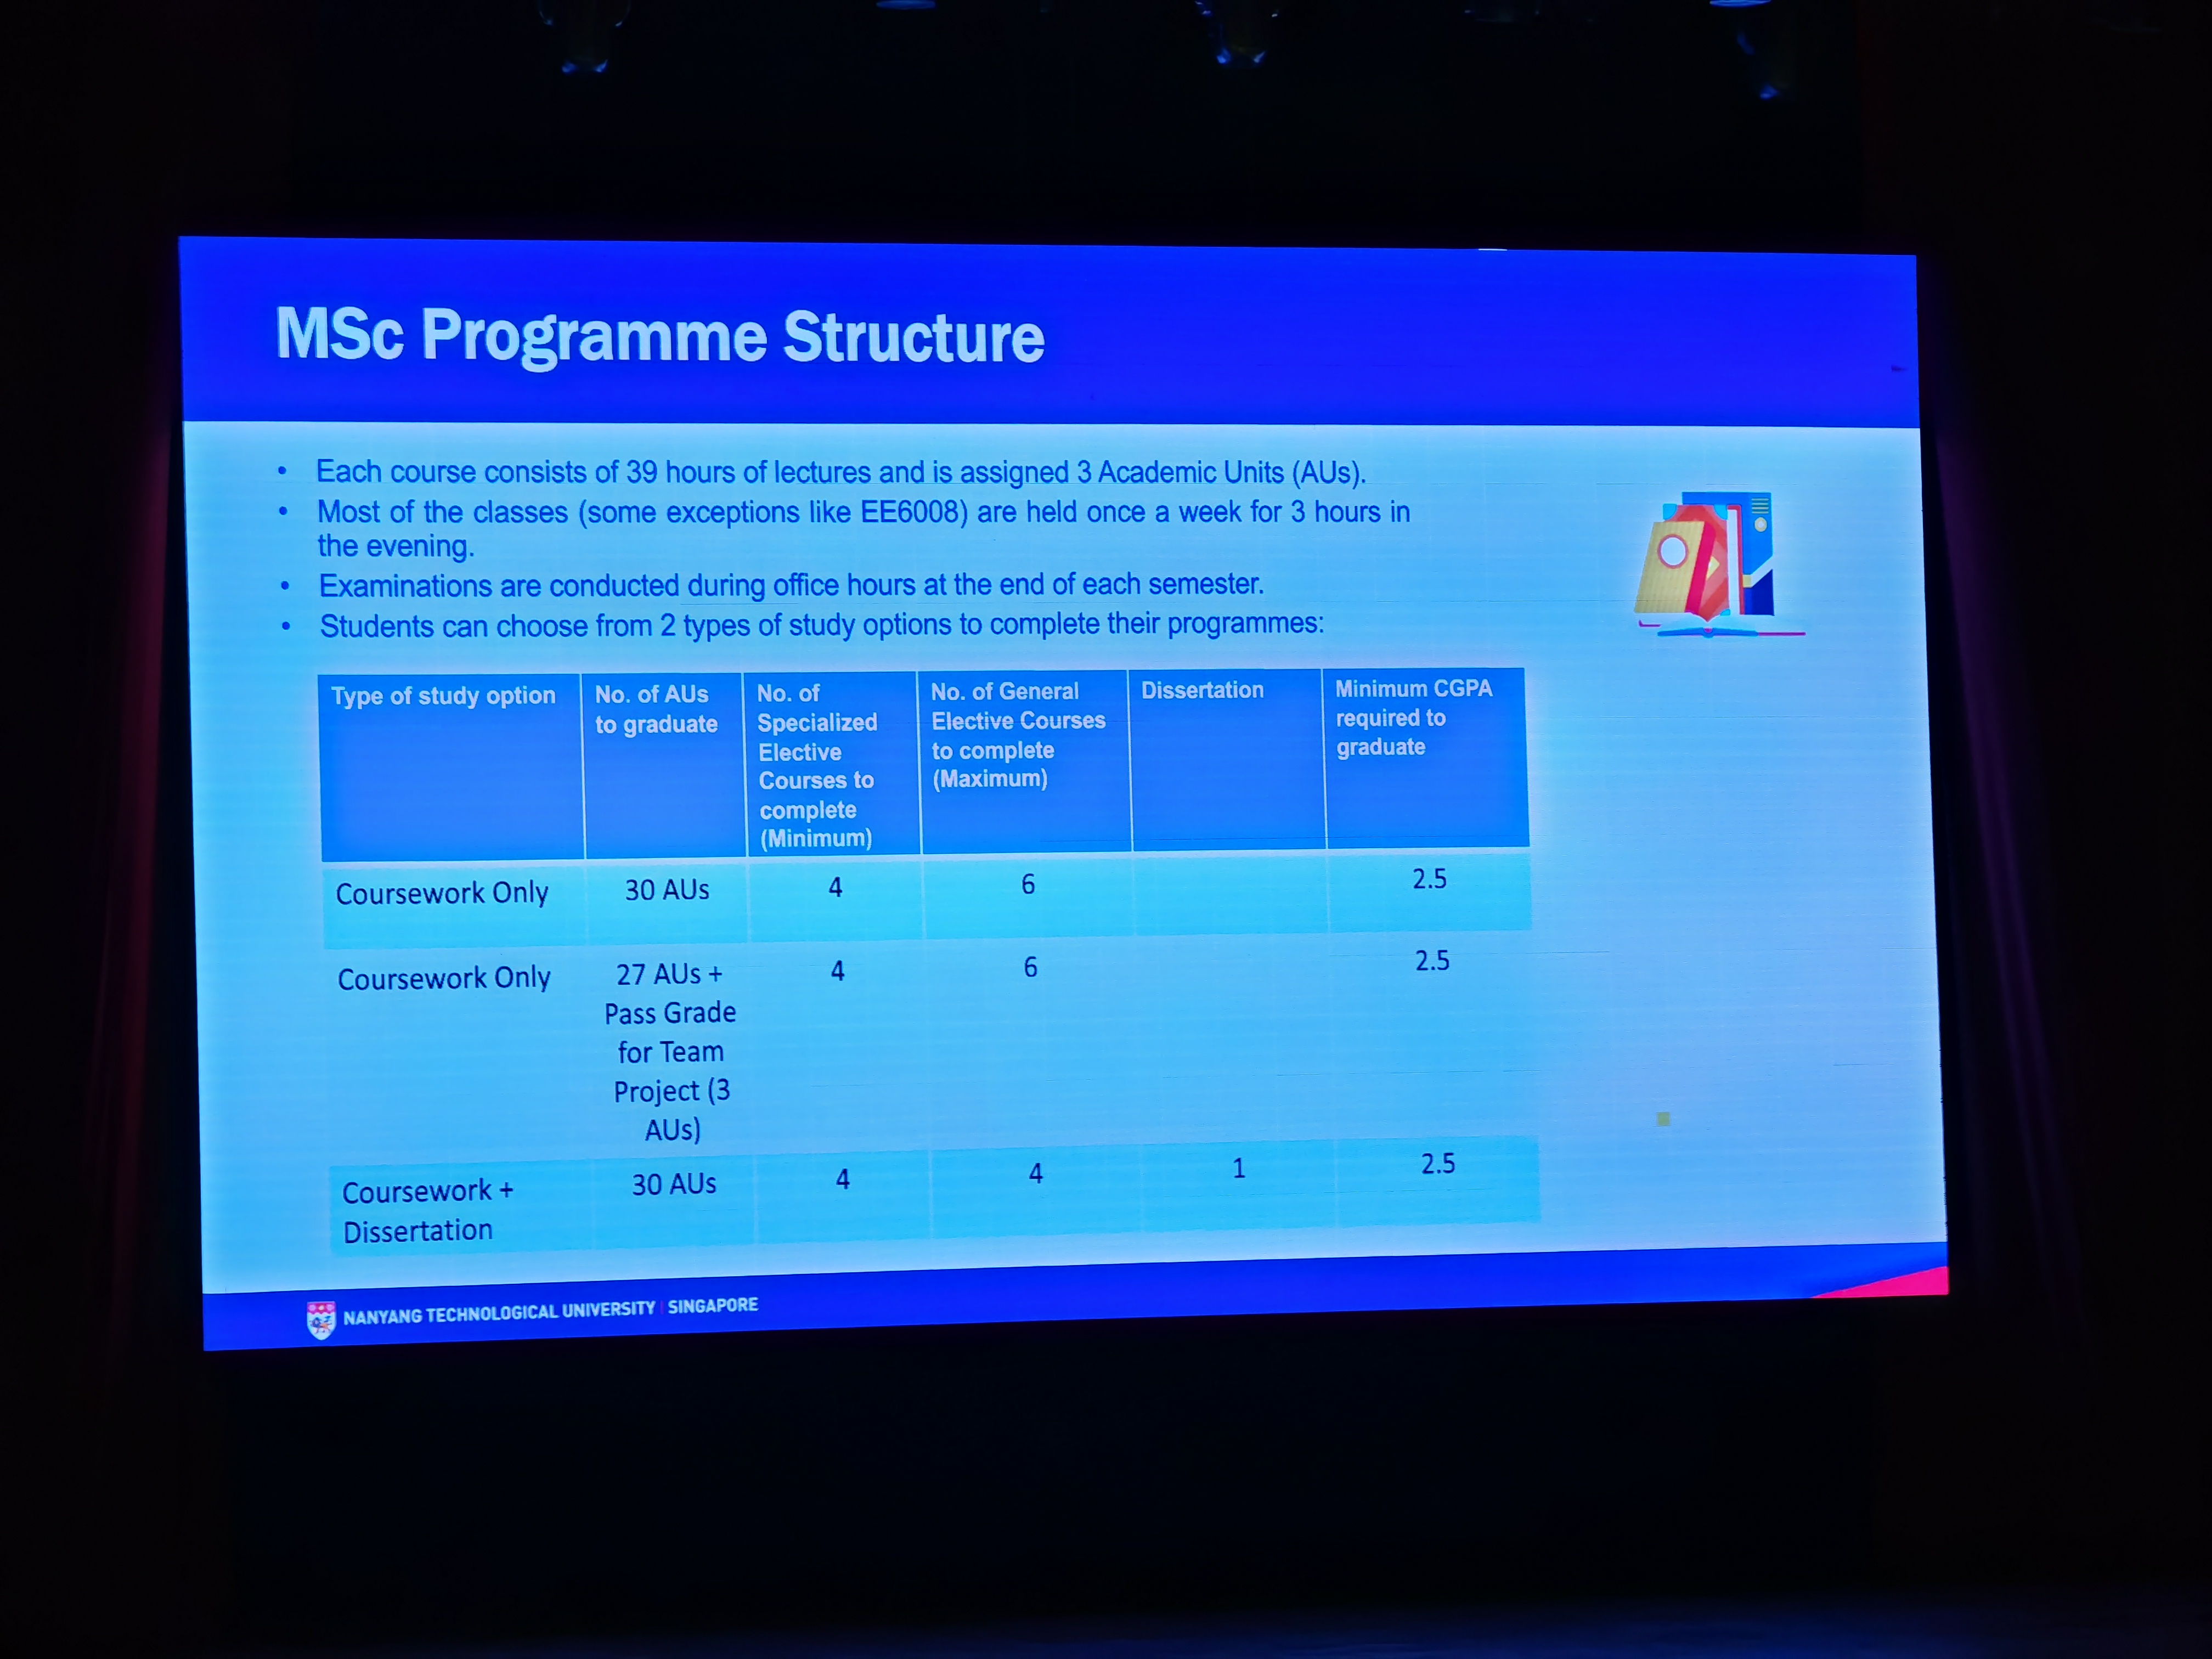 MSc Programme Structure
• Each course consists of 39 hours of lectures and is assigned 3 Academic Units (AUs).
• Most of the classes (some exceptions like EE6008) are held once a week for 3 hours in
the evening.
• Examinations are conducted during office hours at the end of each semester.
• Students can choose from 2 types of study options to complete their programmes:
Type of study option
No. of AUs
to graduate
No. of
Specialized
Elective
Courses to
complete
(Minimum)
No. of General
Elective Courses
to complete
(Maximum)
Dissertation
Minimum CGPA
required to
graduate
Coursework Only
30 AUs
4
6
2.5
Coursework Only
27 AUs +
Pass Grade
for Team
Project (3
AUs)
4
6
2.5
Coursework +
Dissertation
30 AUs
4
4
1
2.5
NANYANG TECHNOLOGICAL UNIVERSITY | SINGAPORE